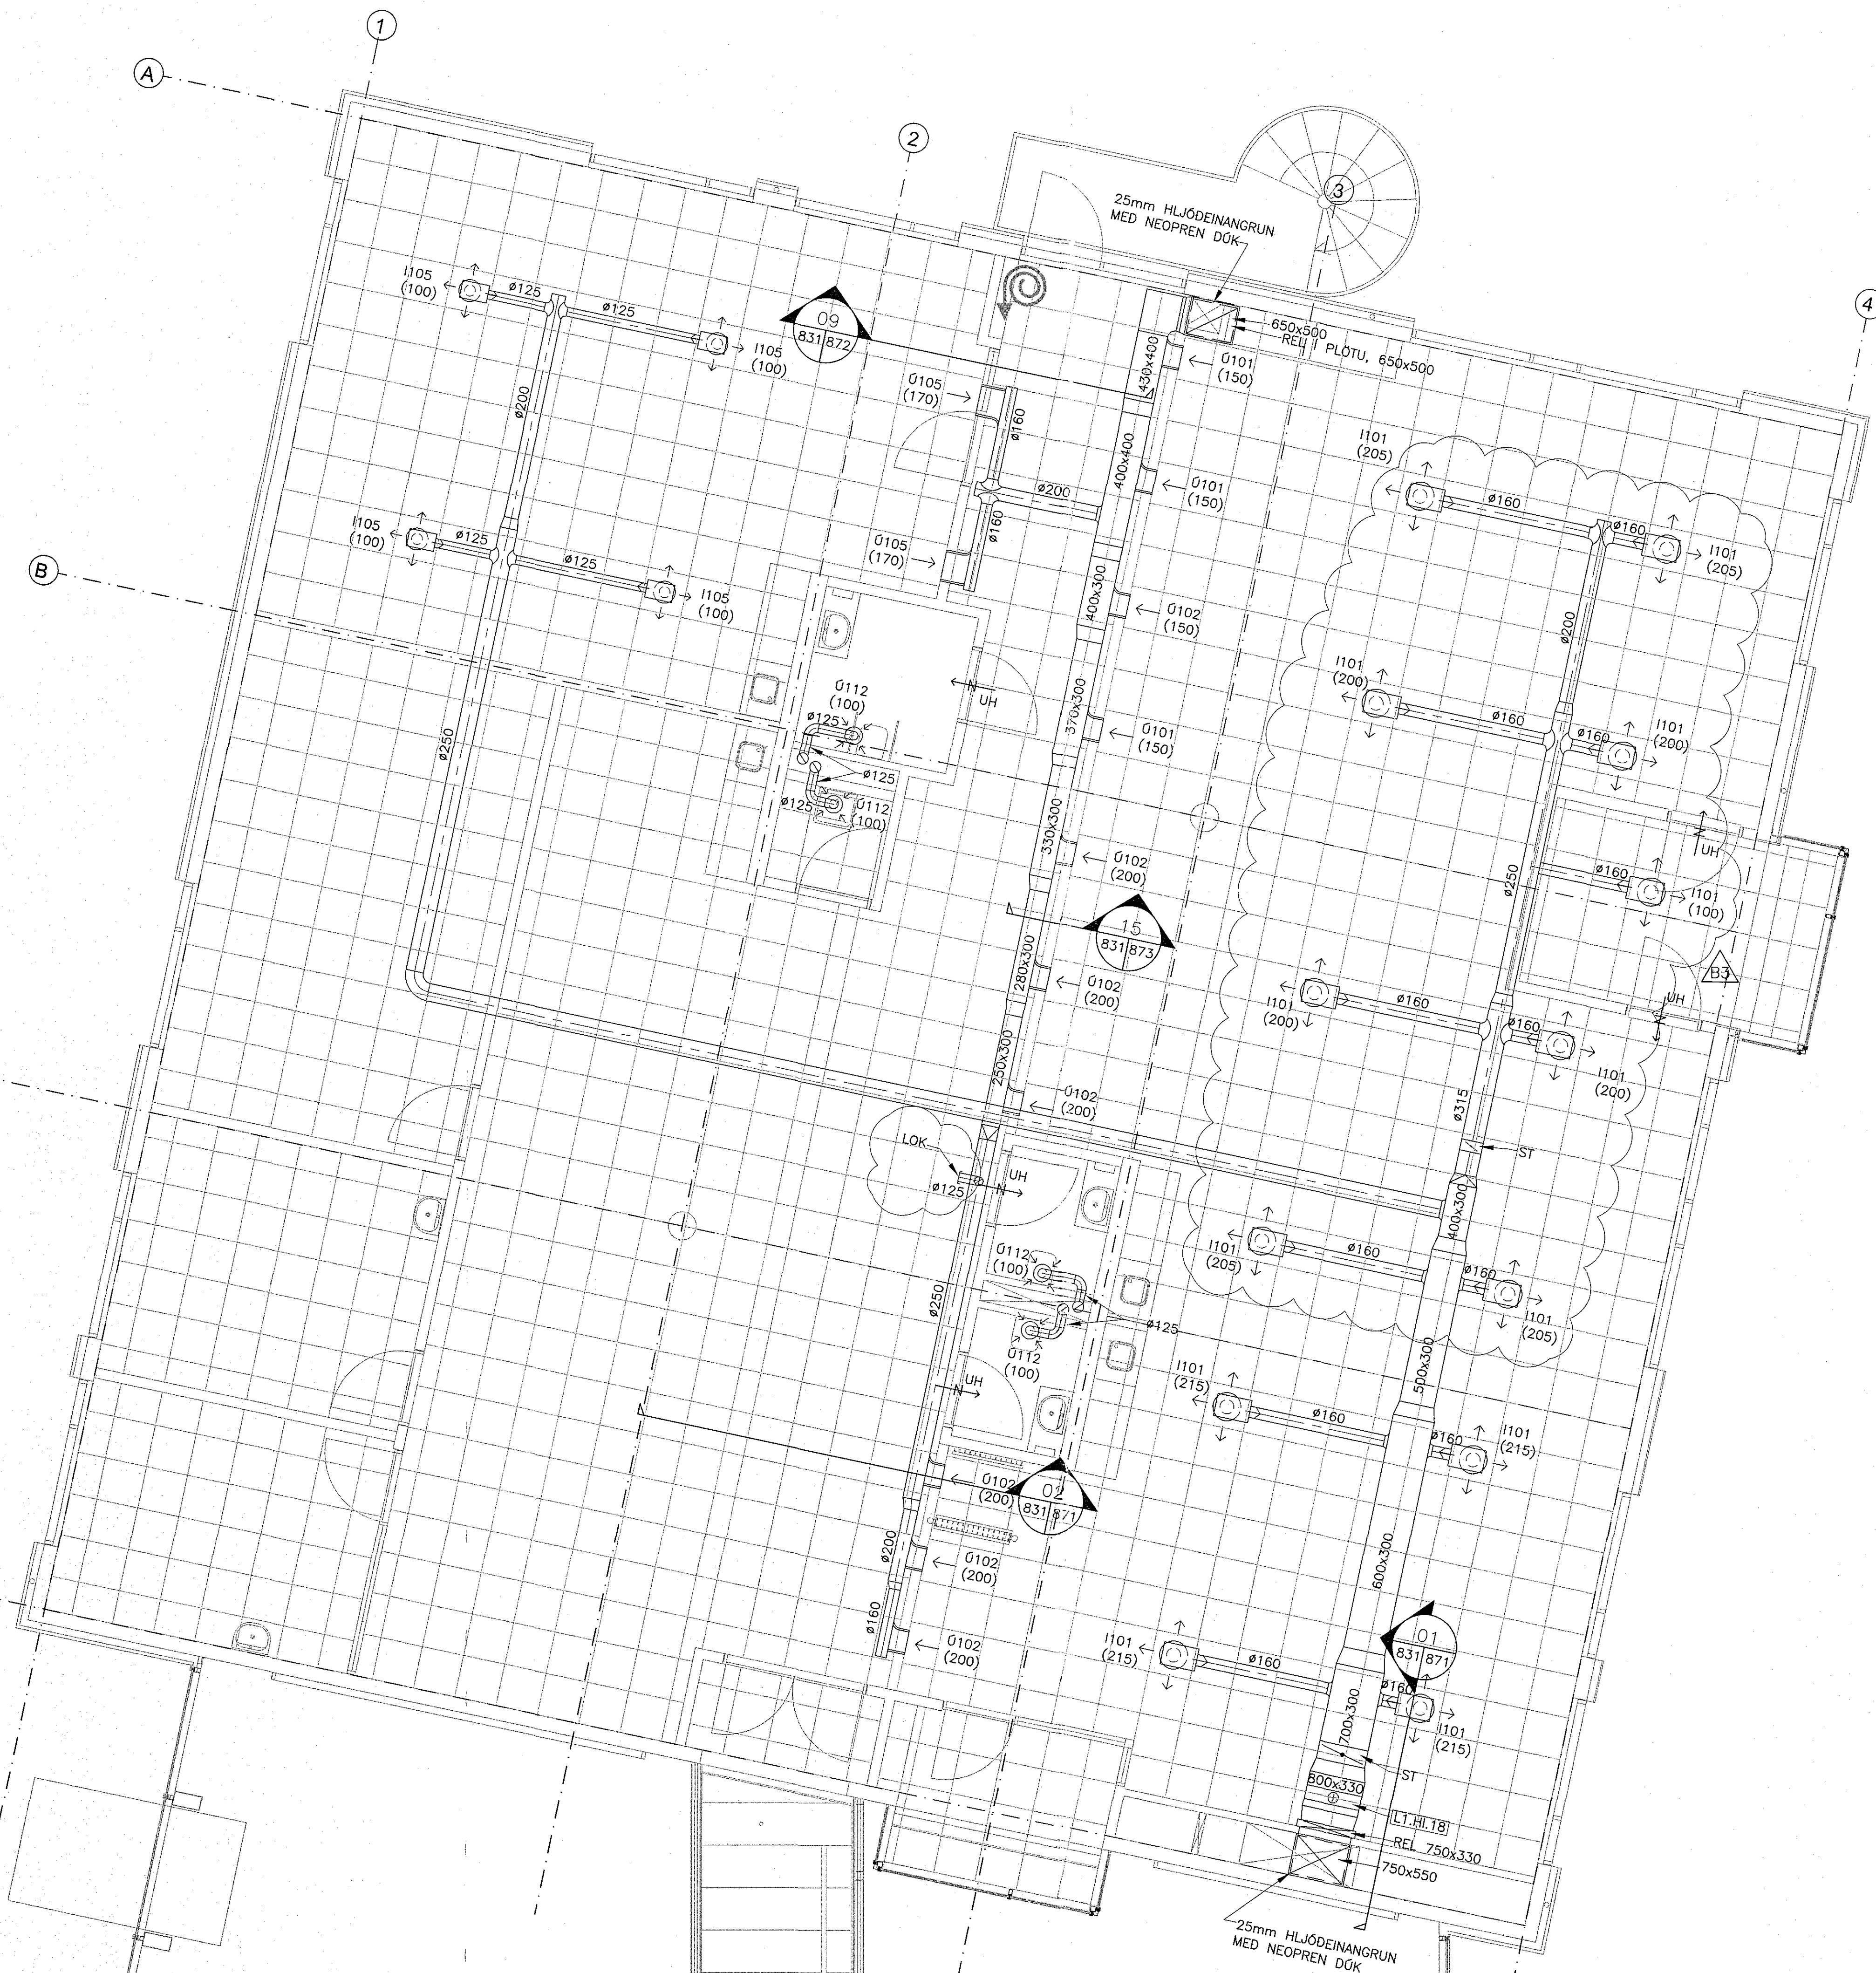 1
A
2
3
4
25mm HLJÓÐEINANGRUN
MED NEOPREN DÚK
I105
(100)
ø125
ø125
I105
(100)
09
831 872
650x500
REL Í PLÖTU, 650x500
430x400
Ú101
(150)
Ú105
(170)
ø200
ø160
I101
(205)
400x400
ø200
Ú101
(150)
ø160
ø160
I101
(205)
I105
(100)
ø125
ø125
I105
(100)
ø160
Ú105
(170)
B
400x300
Ú102
(150)
ø200
Ú112
(100)
ø125
N
UH
370x300
Ú101
(150)
I101
(200)
ø160
ø160
I101
(200)
ø250
ø125
ø125
Ú112
(100)
330x300
Ú102
(200)
N
UH
ø250
ø160
I101
(100)
15
831 873
280x300
Ú102
(200)
I101
(200)
ø160
ø160
I101
(200)
B3
UH
N
250x300
Ú102
(200)
ø315
LOK
ø125
N
UH
ST
400x300
Ú112
(100)
I101
(205)
ø160
ø160
I101
(205)
ø250
ø125
Ú112
(100)
N
UH
500x300
I101
(215)
ø160
ø160
I101
(215)
Ú102
(200)
02
831 871
ø200
Ú102
(200)
600x300
ø160
Ú102
(200)
I101
(215)
ø160
01
831 871
ø160
I101
(215)
700x300
ST
800x330
L1.HI.18
REL 750x330
750x550
25mm HLJÓÐEINANGRUN
MED NEOPREN DÚK